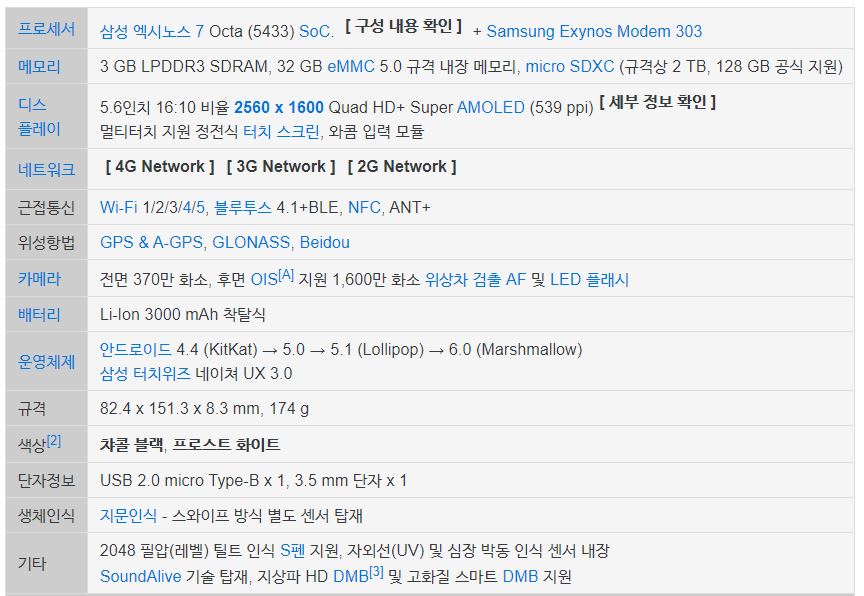 프로세서 삼성 엑시노스 7 Octa (5433) SoC. [ 구성 내용 확인 ] + Samsung Exynos Modem 303
메모리 3 GB LPDDR3 SDRAM, 32 GB eMMC 5.0 규격 내장 메모리, micro SDXC (규격상 2 TB, 128 GB 공식 지원)
디스플레이 5.6인치 16:10 비율 2560 x 1600 Quad HD+ Super AMOLED (539 ppi) [ 세부 정보 확인 ]
멀티터치 지원 정전식 터치 스크린, 와콤 입력 모듈
네트워크 [ 4G Network ] [ 3G Network ] [ 2G Network ]
근접통신 Wi-Fi 1/2/3/4/5, 블루투스 4.1+BLE, NFC, ANT+
위성항법 GPS & A-GPS, GLONASS, Beidou
카메라 전면 370만 화소, 후면 OIS[A] 지원 1,600만 화소 위상차 검출 AF 및 LED 플래시
배터리 Li-lon 3000 mAh 착탈식
운영체제 안드로이드 4.4 (KitKat) → 5.0 → 5.1 (Lollipop) → 6.0 (Marshmallow)
삼성 터치위즈 네이쳐 UX 3.0
규격 82.4 x 151.3 x 8.3 mm, 174 g
색상[2] 챠콜 블랙, 프로스트 화이트
단자정보 USB 2.0 micro Type-B x 1, 3.5 mm 단자 x 1
생체인식 지문인식 - 스와이프 방식 별도 센서 탑재
기타 2048 필압(레벨) 틸트 인식 S펜 지원, 자외선(UV) 및 심장 박동 인식 센서 내장
SoundAlive 기술 탑재, 지상파 HD DMB[3] 및 고화질 스마트 DMB 지원